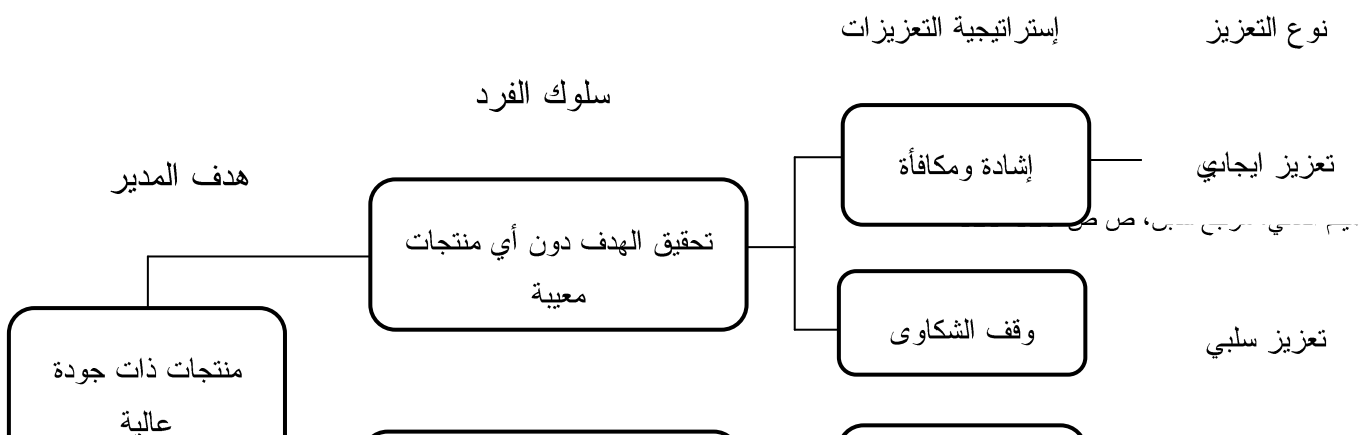 نوع التعزيز
إستراتيجية التعزيزات
سلوك الفرد
هدف المدير
تعزيز ايجابي
إشادة ومكافأة
تحقيق الهدف دون أي منتجات
معيبة
ص ص
وقف الشكاوى
تعزيز سلبي
منتجات ذات جودة
عالية